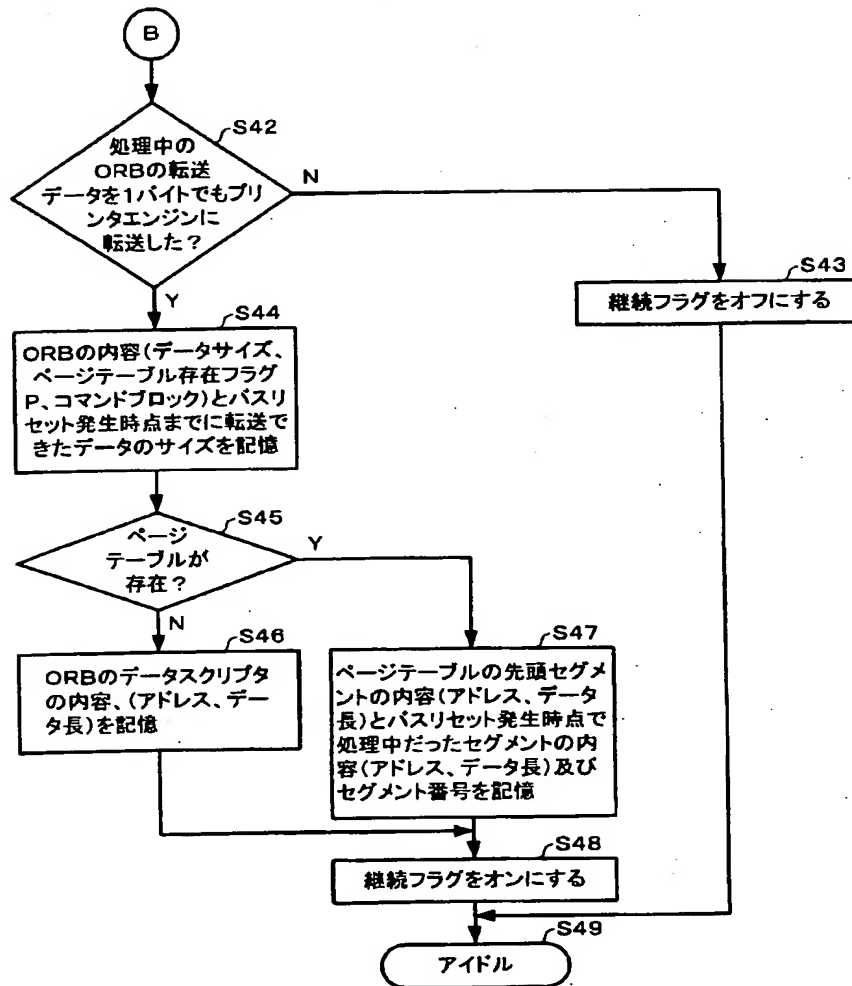 B
S42
処理中の
ORBの転送
データを1バイトでもプリ
ンタエンジンに
転送した?
N
Y
S43
継続フラグをオフにする
S44
ORBの内容(データサイズ、
ページテーブル存在フラグ
P、コマンドブロック)とバスリ
セット発生時点までに転送で
きたデータのサイズを記憶
S45
ページ
テーブルが
存在?
Y
N
S46
ORBのデータスクリプタ
の内容、(アドレス、デー
タ長)を記憶
S47
ページテーブルの先頭セグメ
ントの内容(アドレス、データ
長)とバスリセット発生時点で
処理中だったセグメントの内
容(アドレス、データ長)及び
セグメント番号を記憶
S48
継続フラグをオンにする
S49
アイドル